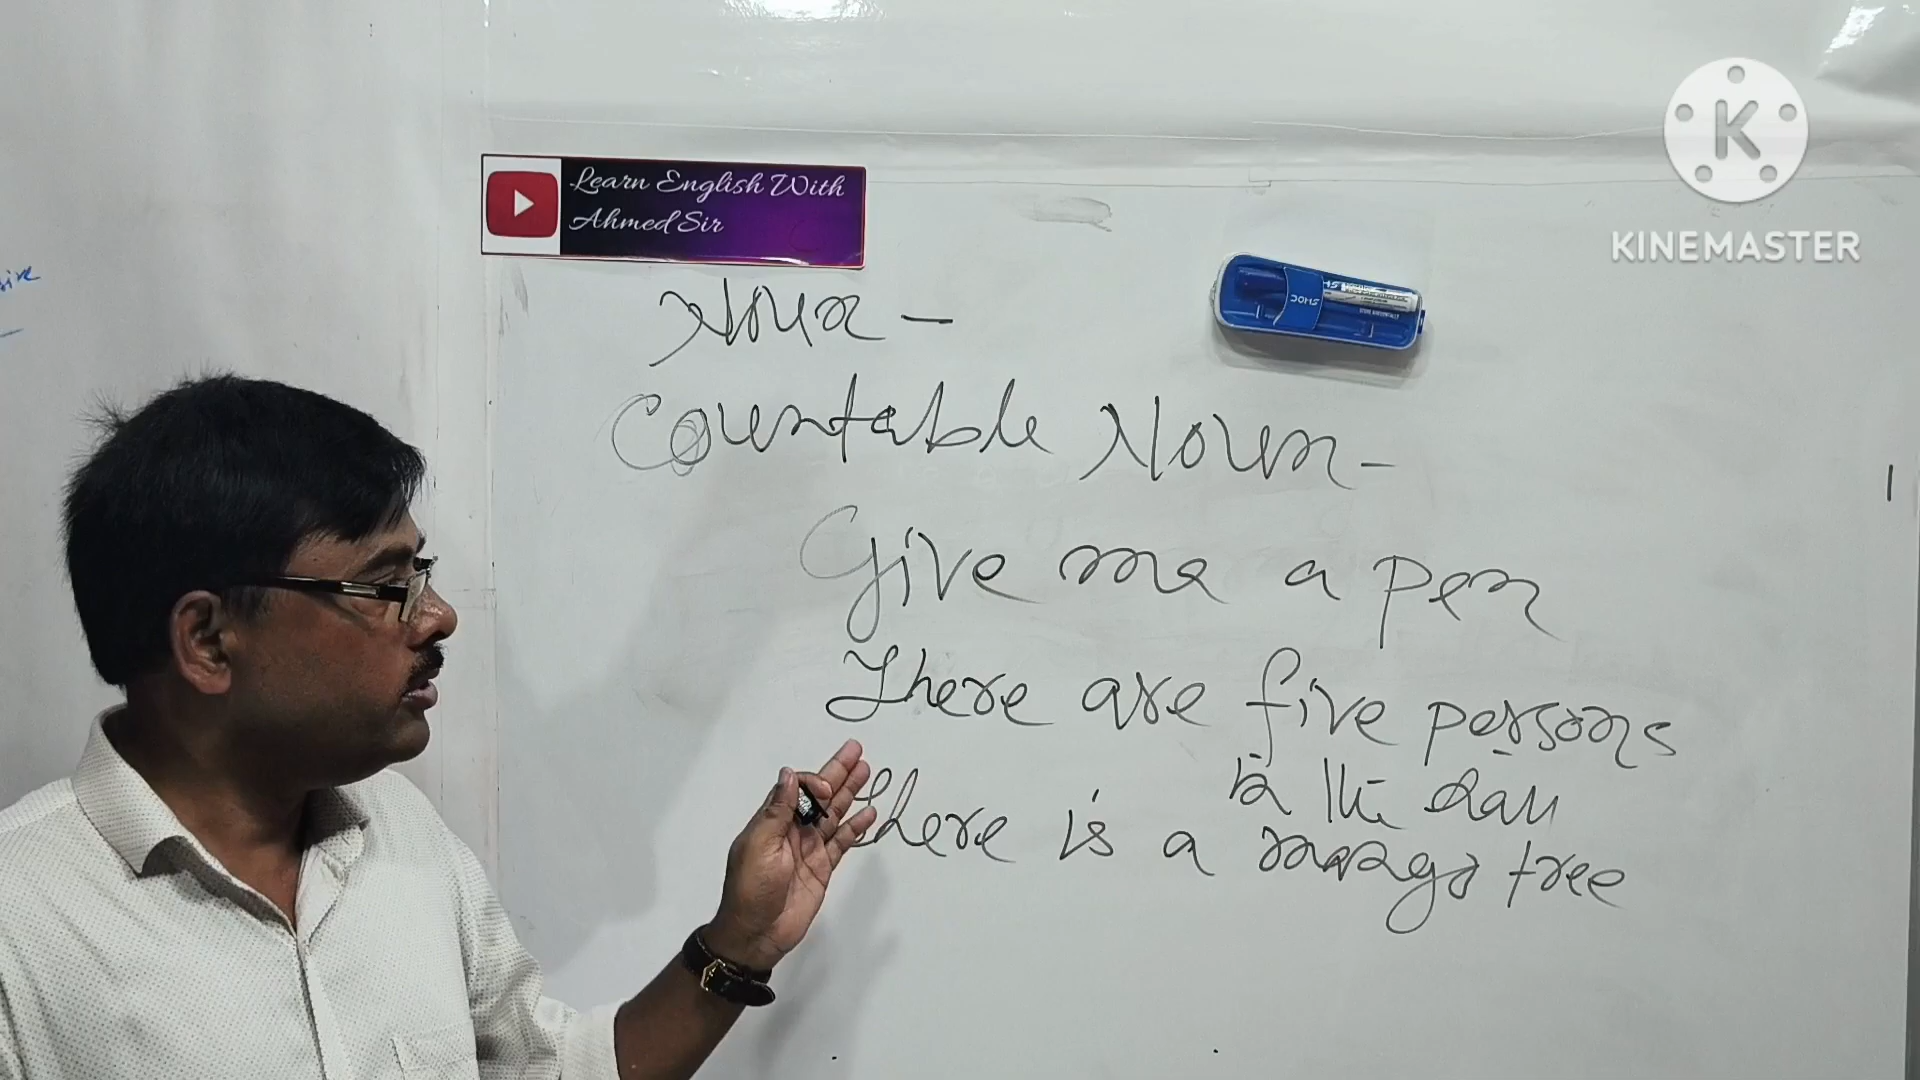 Learn English With
Ahmed Sir
KINEMASTER
DOMS
Noun -
Countable Noun -
Give me a pen
There are five persons
in the
There is a mango tree